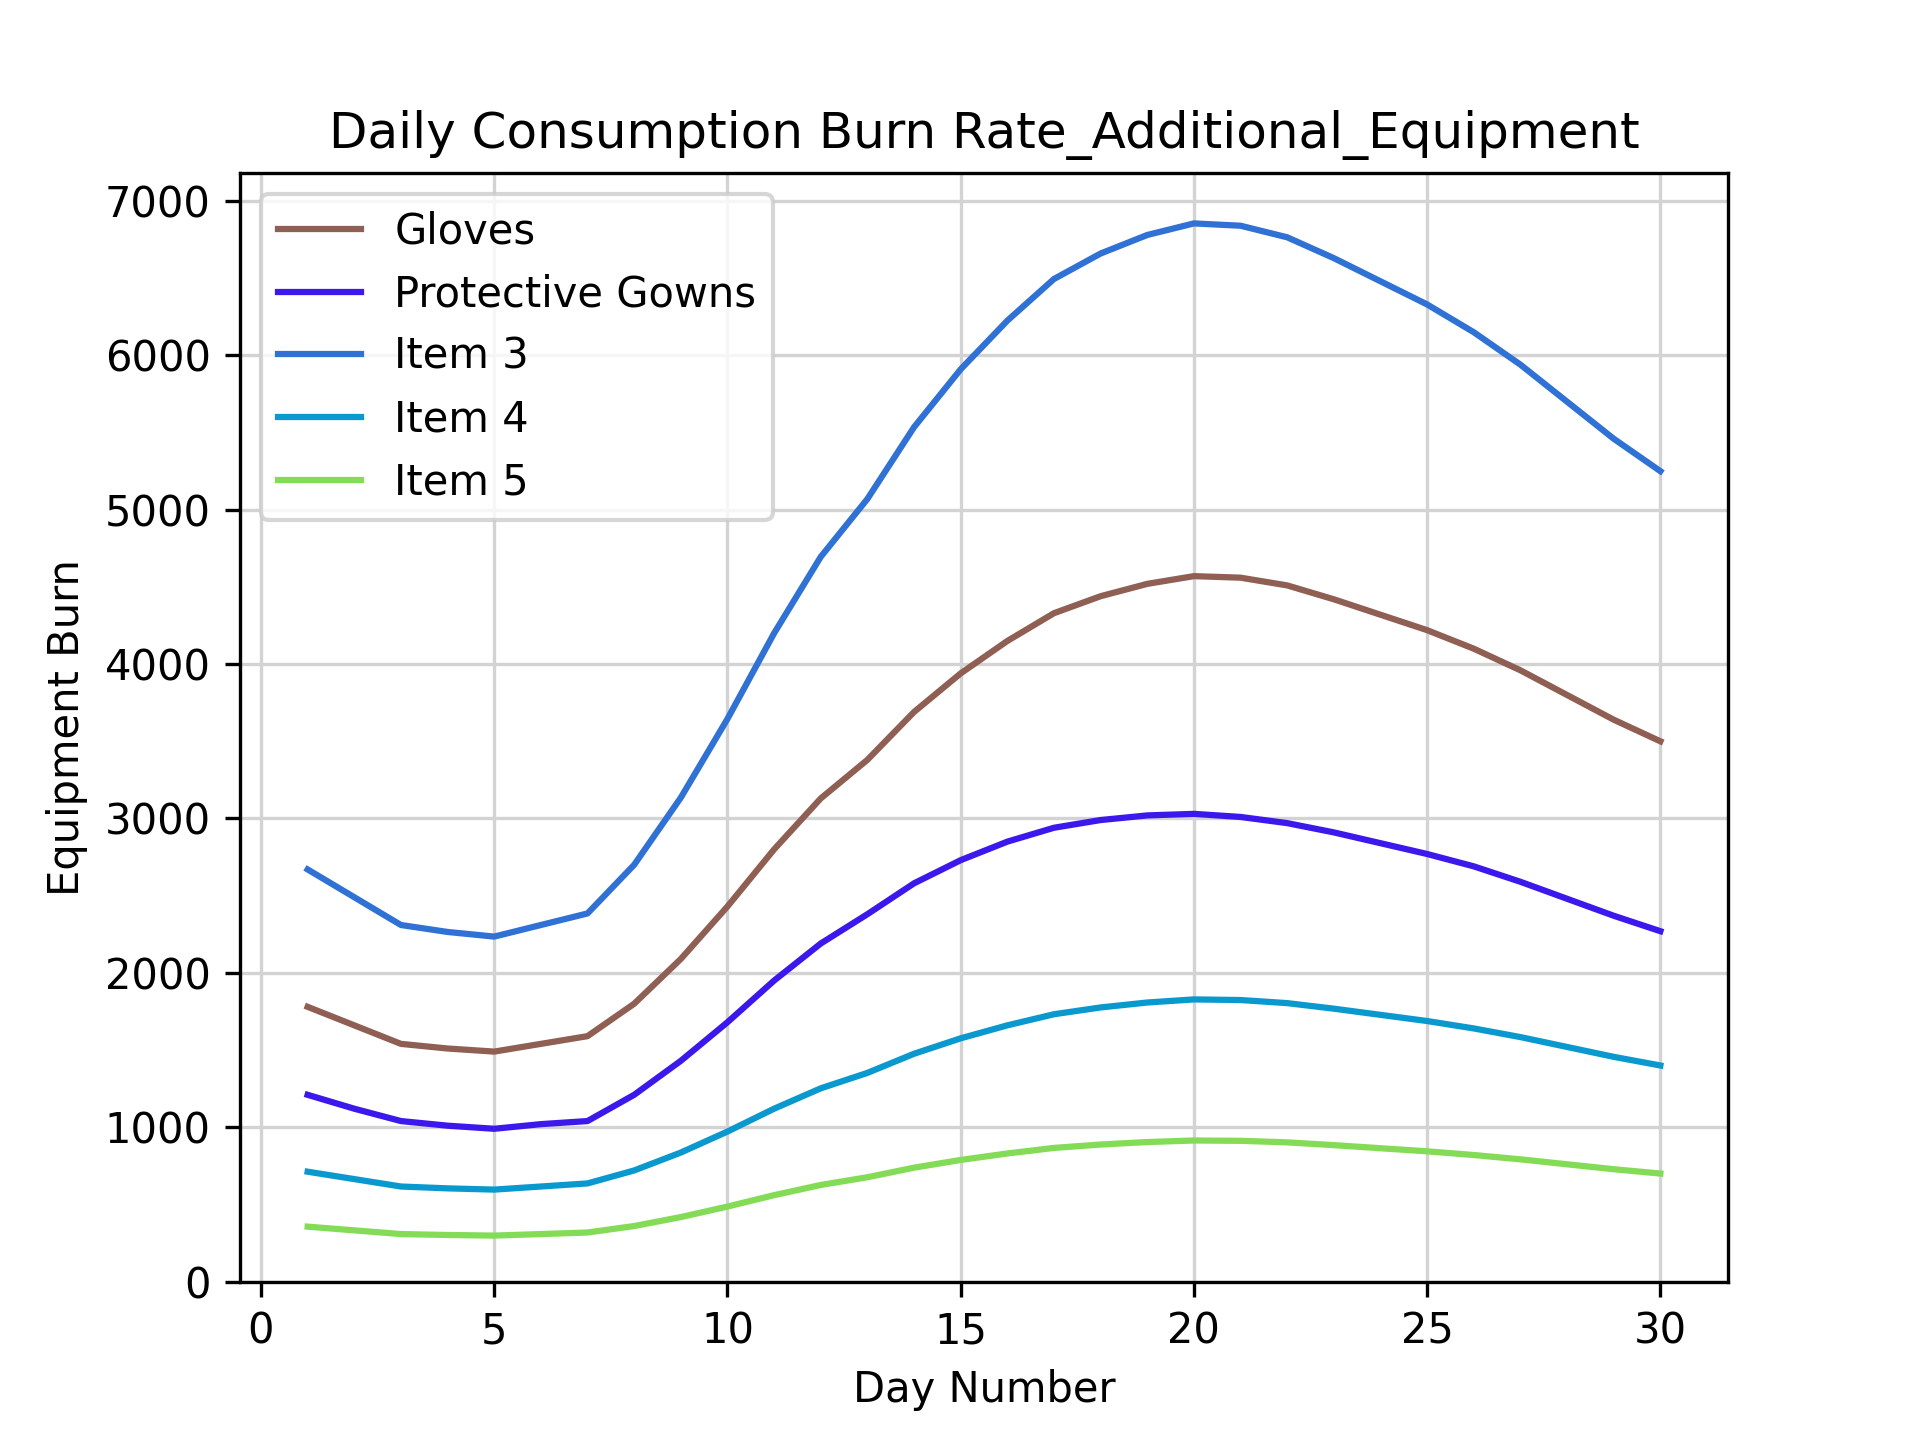 Daily Consumption Burn Rate_Additional_Equipment
7000
6000
5000
4000
3000
2000
1000
0
Equipment Burn
Gloves
Protective Gowns
Item 3
Item 4
Item 5
0 5 10 15 20 25 30
Day Number